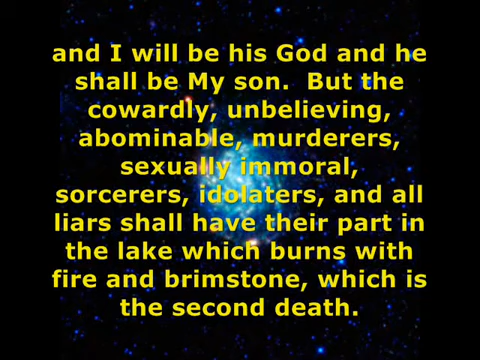 and I will be his God and he
shall be My son.  But the
cowardly, unbelieving,
abominable, murderers,
sexually immoral,
sorcerers, idolaters, and all
liars shall have their part in
the lake which burns with
fire and brimstone, which is
the second death.